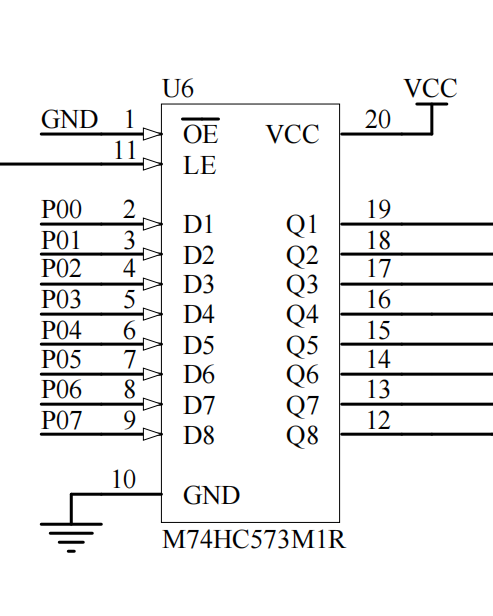 U6 VCC
GND 1 OE VCC 20
11 LE
P00 2 D1 Q1 19
P01 3 D2 Q2 18
P02 4 D3 Q3 17
P03 5 D4 Q4 16
P04 6 D5 Q5 15
P05 7 D6 Q6 14
P06 8 D7 Q7 13
P07 9 D8 Q8 12
10 GND
M74HC573M1R